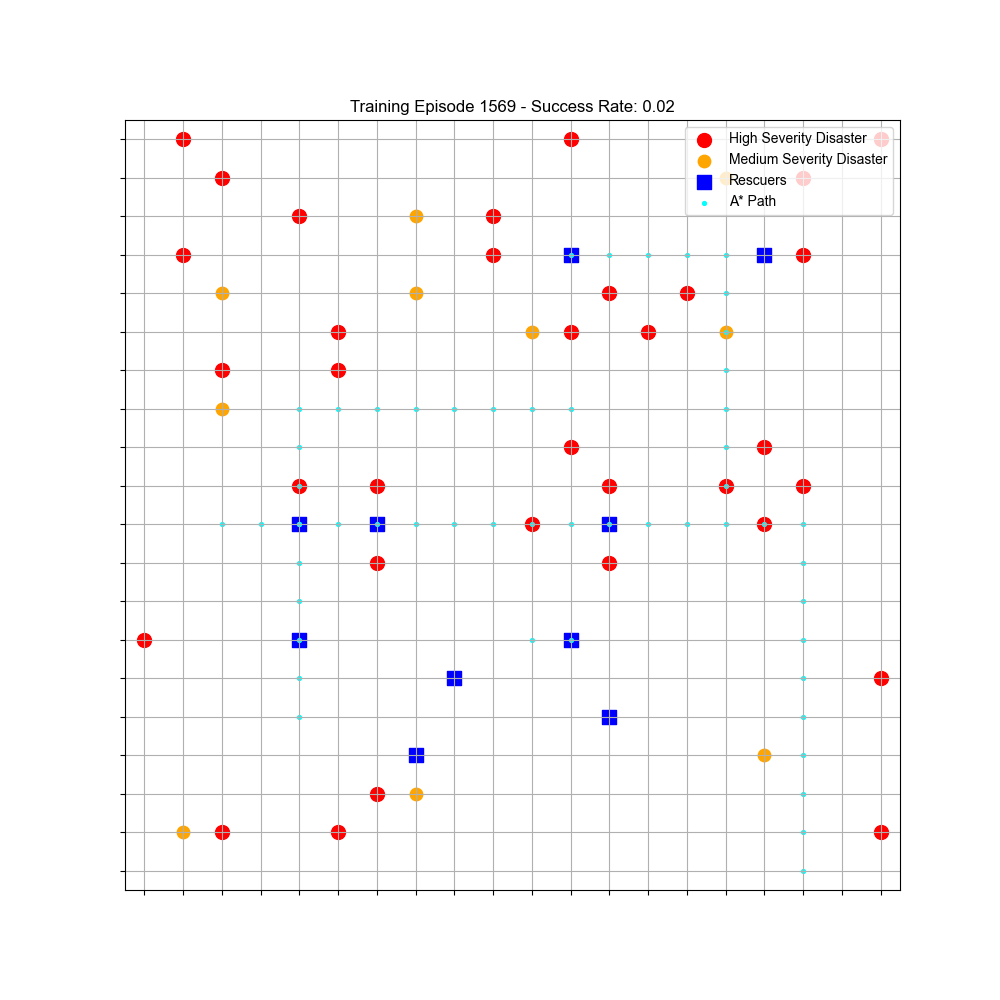 Training Episode 1569 - Success Rate: 0.02
High Severity Disaster
Medium Severity Disaster
Rescuers
A* Path